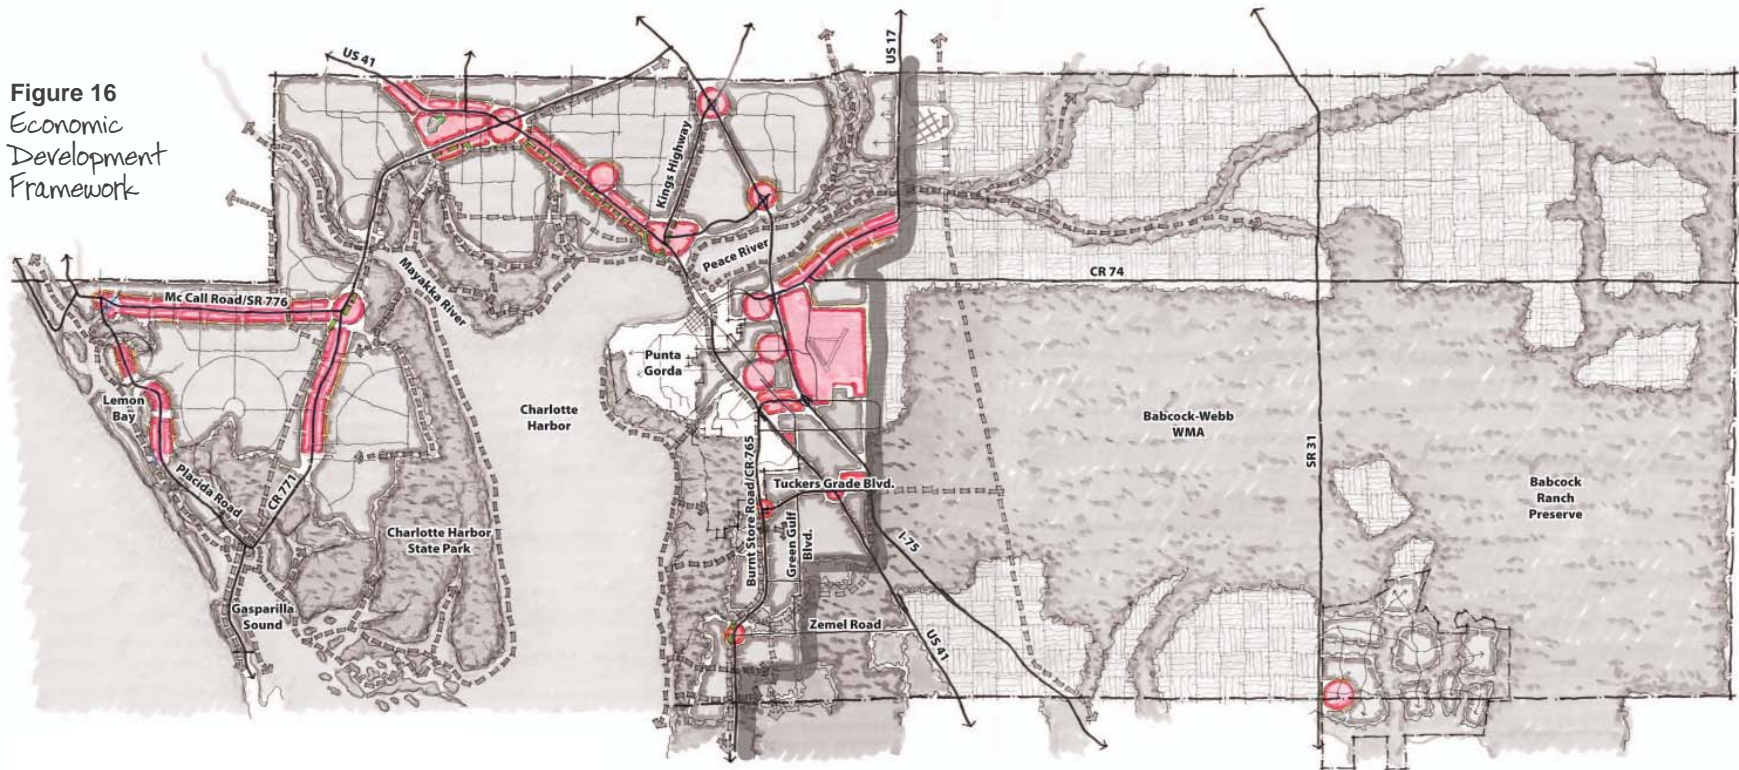 Figure 16
Economic
Development
Framework
US 41
US 17
Kings Highway
Peace River
CR 74
Mayakka River
Mc Call Road/SR 776
Punta
Gorda
Lemon
Bay
Charlotte
Harbor
Babcock-Webb
WMA
SR 31
Babcock
Ranch
Preserve
Placida Road
CR 771
Burnt Store Road/CR 765
Tuckers Grade Blvd.
Green Gulf
Blvd.
I-75
Charlotte Harbor
State Park
Gasparilla
Sound
Zemel Road
US 41